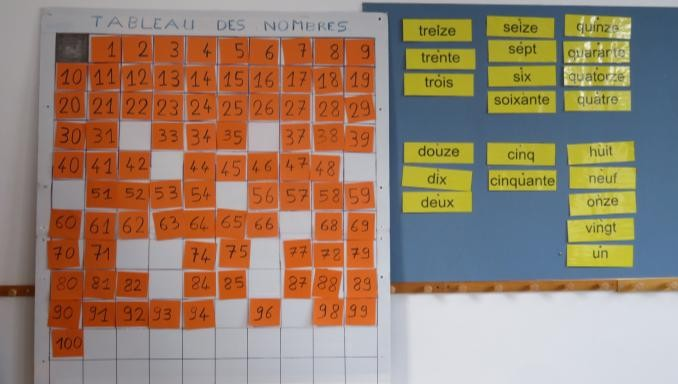 TABLEAU DES NOMBRES
1 2 3 4 5 6 7 8 9
10 11 12 13 14 15 16 17 18 19
20 21 22 23 24 25 26 27 28 29
30 31 33 34 35 37 38 39
40 41 42 44 45 46 47 48
51 52 53 54 56 57 58 59
60 61 62 63 64 65 66 68 69
70 71 74 75 77 78 79
80 81 82 84 85 87 88 89
90 91 92 93 94 96 98 99
100
treize
trente
trois
seize
sept
six
soixante
quinze
quarante
quatorze
quatre
douze
dix
deux
cinq
cinquante
huit
neuf
onze
vingt
un